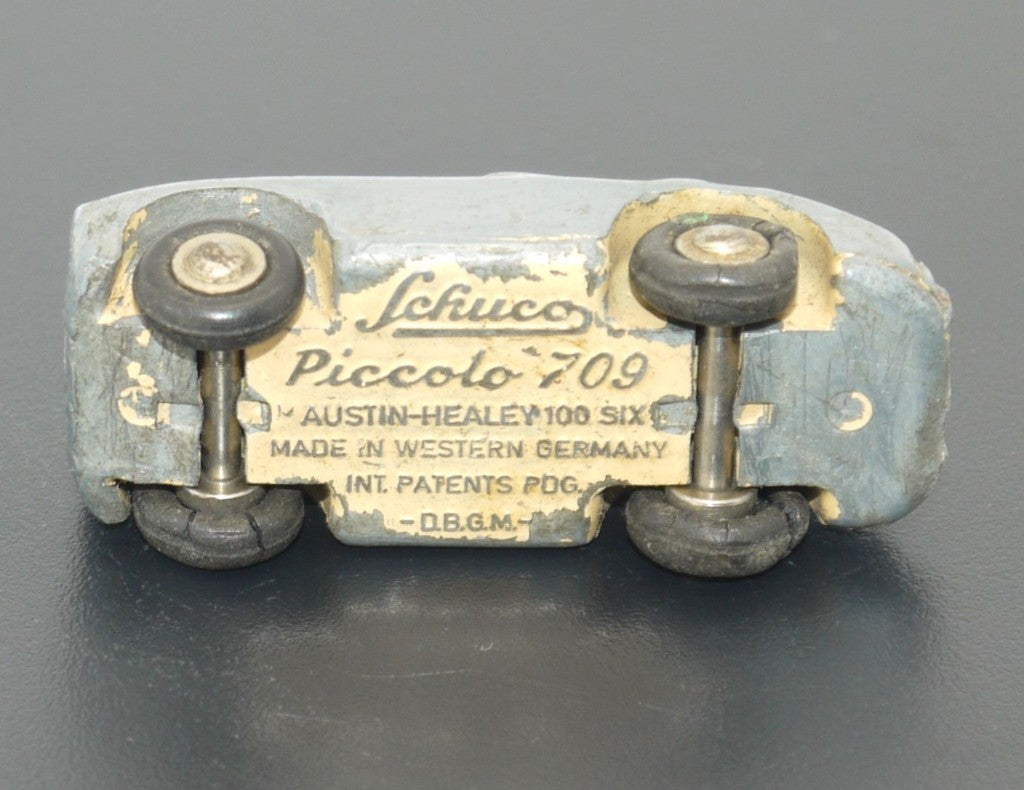 Schuco
Piccolo 709
AUSTIN-HEALEY 100 SIX
MADE IN WESTERN GERMANY
INT. PATENTS PDG.
-D.B.G.M.-